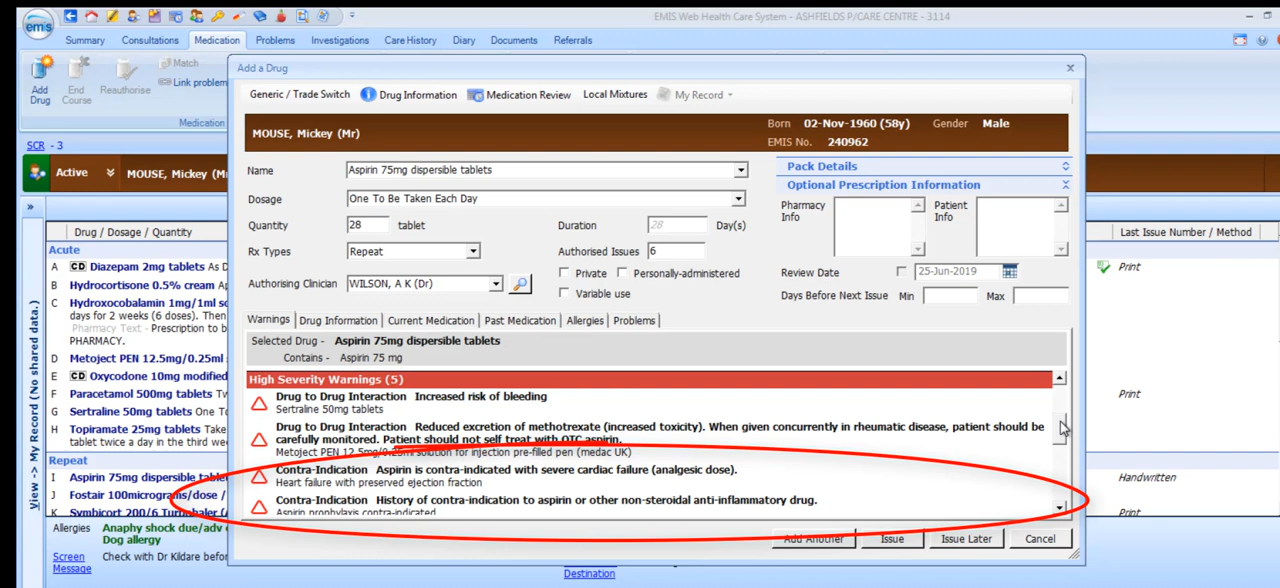 emis
EMIS Web Health Care System - ASHFIELDS P/CARE CENTRE - 3114
Summary Consultations Medication Problems Investigations Care History Diary Documents Referrals
Add Drug
End Course
Reauthorise
Match
Link problem
Medication
SCR - 3
Active MOUSE, Mickey (Mr)
View -> My Record (No shared data.)
Drug / Dosage / Quantity
Last Issue Number / Method
Acute
A CD Diazepam 2mg tablets As
Print
B Hydrocortisone 0.5% cream
C Hydroxocobalamin 1mg/1ml
days for 2 weeks (6 doses). Then
Pharmacy Text - Prescription to
PHARMACY.
D Metoject PEN 12.5mg/0.25ml
E CD Oxycodone 10mg modified
F Paracetamol 500mg tablets
Print
G Sertraline 50mg tablets One
H Topiramate 25mg tablets Take
tablet twice a day in the third
Repeat
I Aspirin 75mg
Handwritten
J Fostair 100micrograms/dose /
K Symbicort 200/6 Turbohaler
Print
Allergies Anaphy shock due/adv
Dog allergy
Screen Message
Check with Dr Kildare
Destination
Add a Drug
Generic / Trade Switch Drug Information Medication Review Local Mixtures My Record
MOUSE, Mickey (Mr)
Born 02-Nov-1960 (58y) Gender Male
EMIS No. 240962
Name Aspirin 75mg dispersible tablets
Dosage One To Be Taken Each Day
Quantity 28 tablet Duration 28 Day(s)
Rx Types Repeat Authorised Issues 6
Private Personally-administered
Authorising Clinician WILSON, A K (Dr)
Variable use
Pack Details
Optional Prescription Information
Pharmacy Info
Patient Info
Review Date 25-Jun-2019
Days Before Next Issue Min Max
Warnings Drug Information Current Medication Past Medication Allergies Problems
Selected Drug - Aspirin 75mg dispersible tablets
Contains - Aspirin 75 mg
High Severity Warnings (5)
Drug to Drug Interaction Increased risk of bleeding
Sertraline 50mg tablets
Drug to Drug Interaction Reduced excretion of methotrexate (increased toxicity). When given concurrently in rheumatic disease, patient should be
carefully monitored. Patient should not self treat with OTC aspirin.
Metoject PEN 12.5mg/0.25ml solution for injection pre-filled pen (medac UK)
Contra-Indication Aspirin is contra-indicated with severe cardiac failure (analgesic dose).
Heart failure with preserved ejection fraction
Contra-Indication History of contra-indication to aspirin or other non-steroidal anti-inflammatory drug.
Aspirin prophylaxis contra-indicated
Add Another Issue Issue Later Cancel